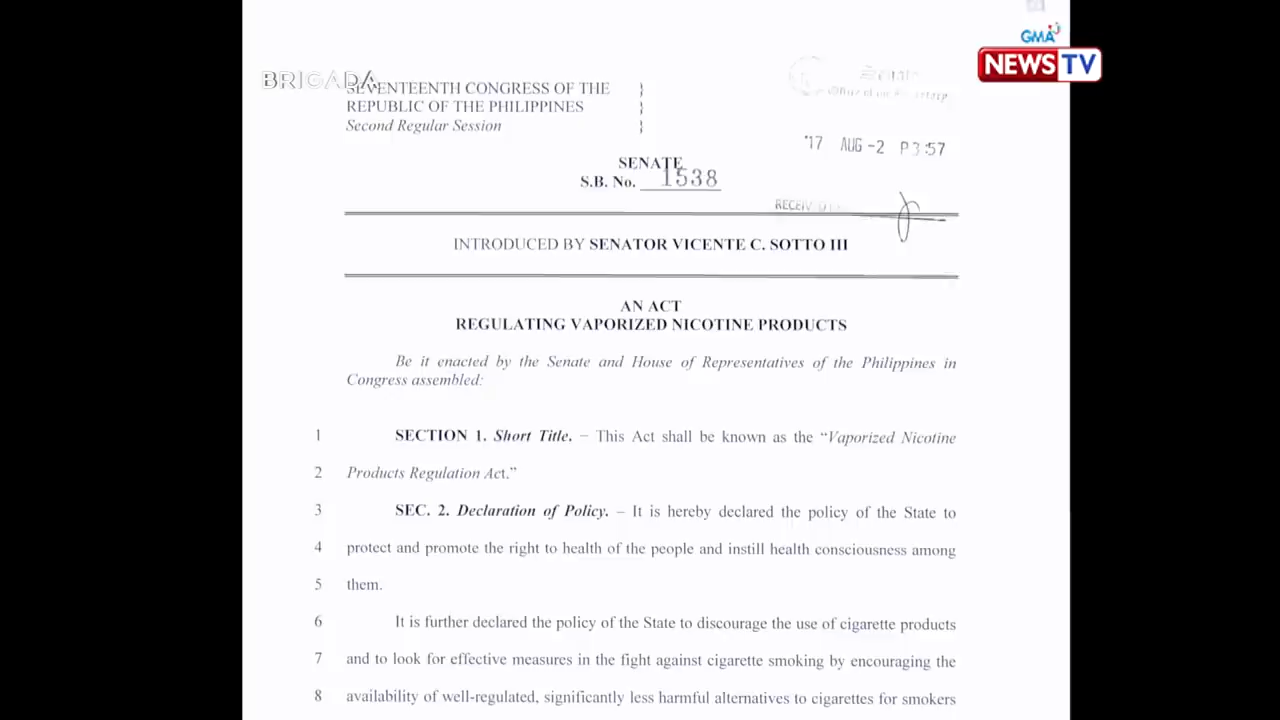 GMA
NEWS TV
BRIGADA
SEVENTEENTH CONGRESS OF THE
REPUBLIC OF THE PHILIPPINES
Second Regular Session
Senate
'17 AUG -2 P3:57
SENATE
S.B. No. 1538
INTRODUCED BY SENATOR VICENTE C. SOTTO III
AN ACT
REGULATING VAPORIZED NICOTINE PRODUCTS
Be it enacted by the Senate and House of Representatives of the Philippines in
Congress assembled:
1 SECTION 1. Short Title. – This Act shall be known as the “Vaporized Nicotine
2 Products Regulation Act.”
3 SEC. 2. Declaration of Policy. – It is hereby declared the policy of the State to
4 protect and promote the right to health of the people and instill health consciousness among
5 them.
6 It is further declared the policy of the State to discourage the use of cigarette products
7 and to look for effective measures in the fight against cigarette smoking by encouraging the
8 availability of well-regulated, significantly less harmful alternatives to cigarettes for smokers